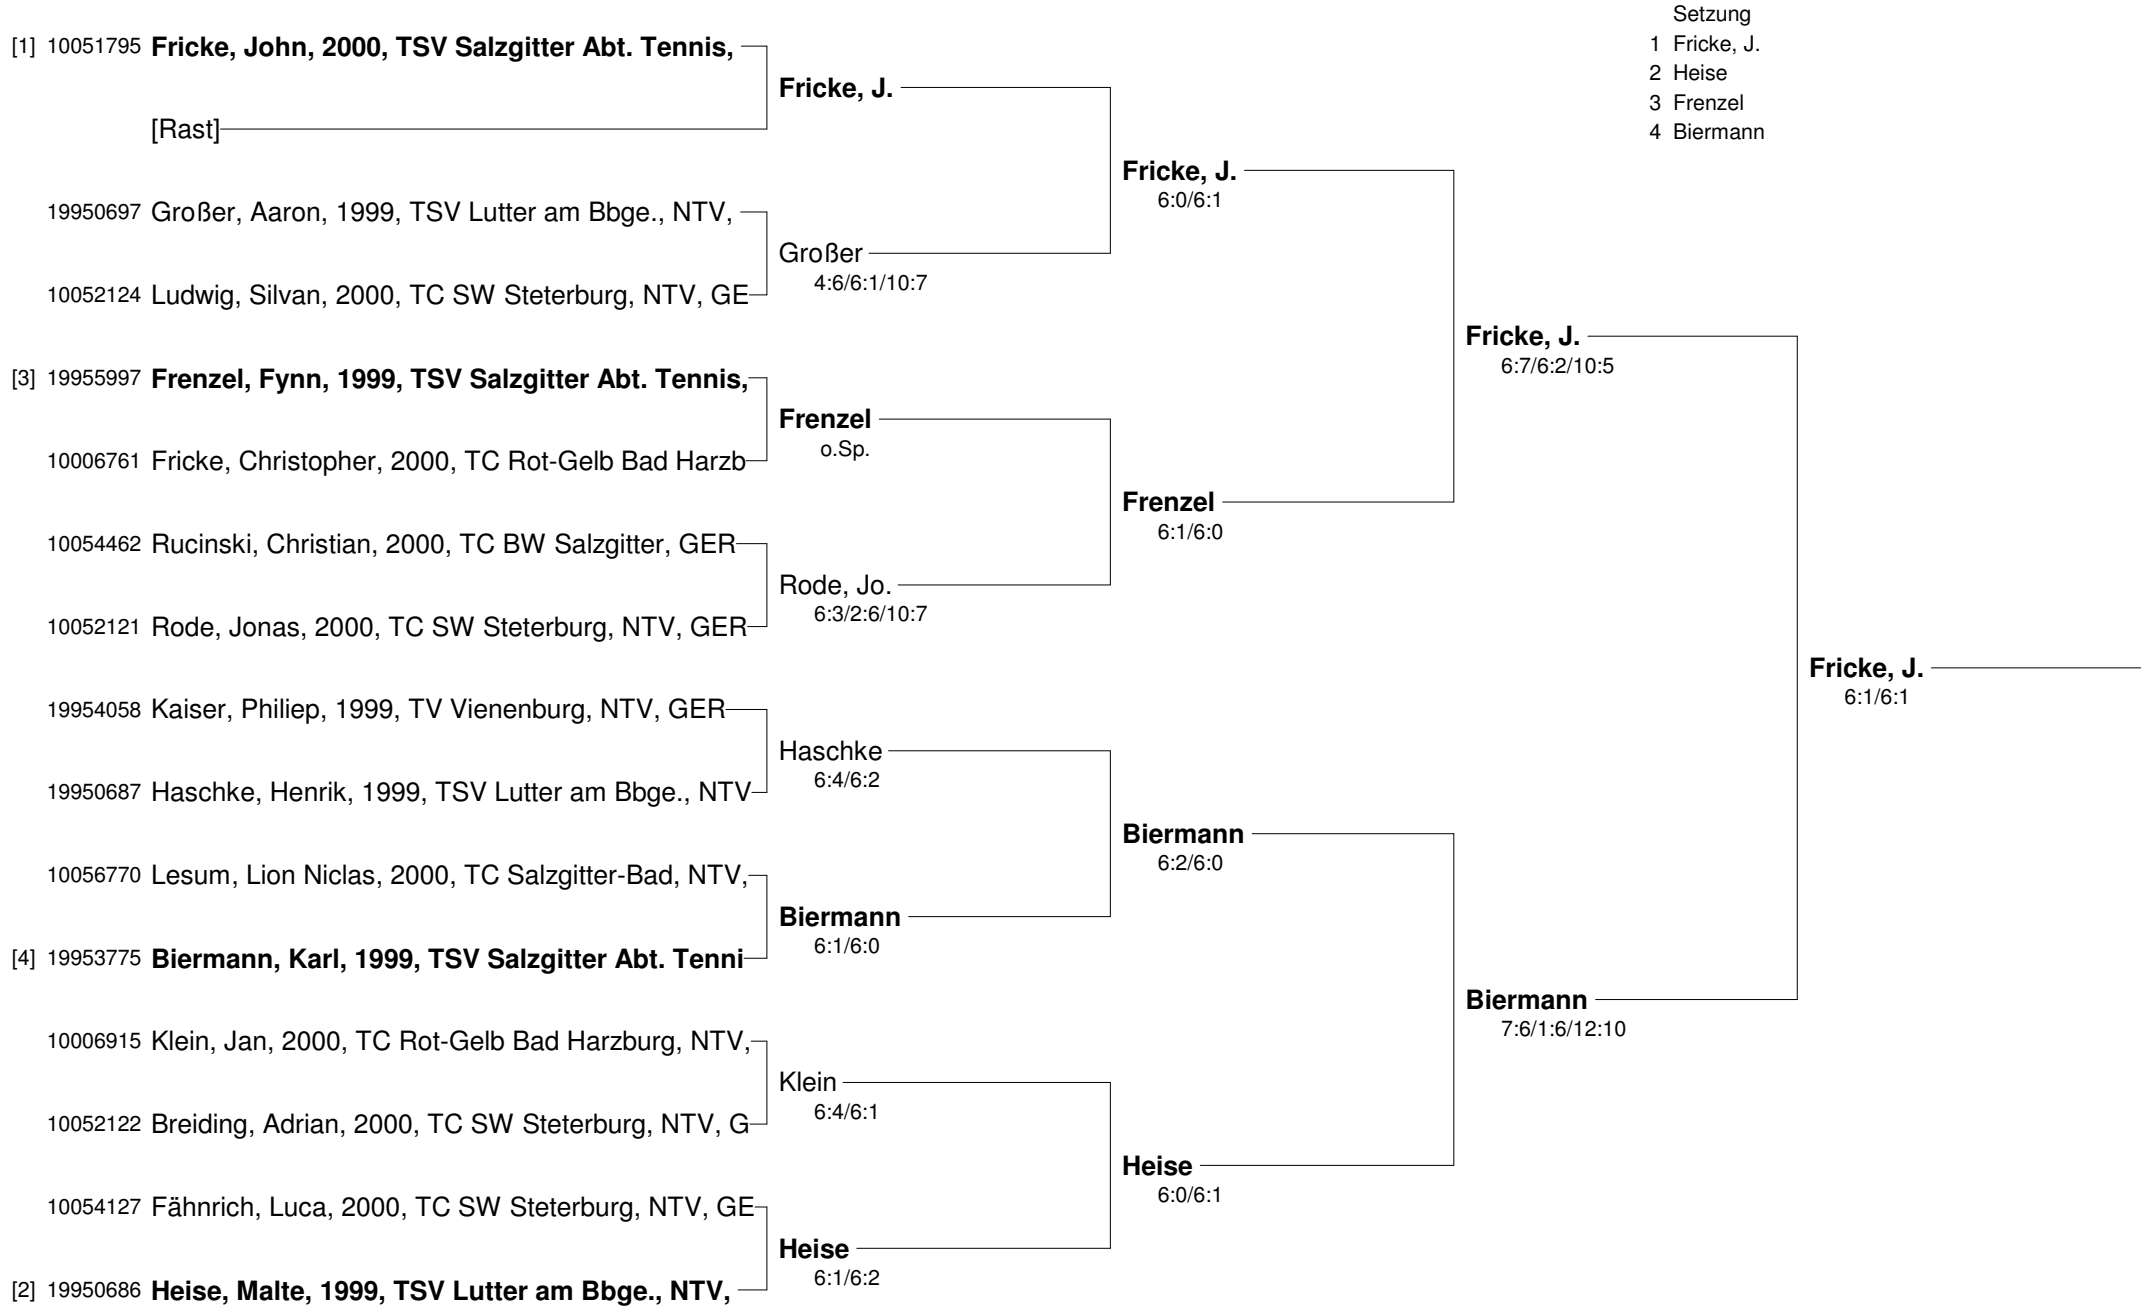 Setzung
1 Fricke, J.
2 Heise
3 Frenzel
4 Biermann
[1] 10051795 Fricke, John, 2000, TSV Salzgitter Abt. Tennis,
Fricke, J.
[Rast]
Fricke, J.
6:0/6:1
19950697 Großer, Aaron, 1999, TSV Lutter am Bbge., NTV,
Großer
4:6/6:1/10:7
10052124 Ludwig, Silvan, 2000, TC SW Steterburg, NTV, GE
Fricke, J.
6:7/6:2/10:5
[3] 19955997 Frenzel, Fynn, 1999, TSV Salzgitter Abt. Tennis,
Frenzel
o.Sp.
10006761 Fricke, Christopher, 2000, TC Rot-Gelb Bad Harzb
Frenzel
6:1/6:0
10054462 Rucinski, Christian, 2000, TC BW Salzgitter, GER
Rode, Jo.
6:3/2:6/10:7
10052121 Rode, Jonas, 2000, TC SW Steterburg, NTV, GER
Fricke, J.
6:1/6:1
19954058 Kaiser, Philiep, 1999, TV Vienenburg, NTV, GER
Haschke
6:4/6:2
19950687 Haschke, Henrik, 1999, TSV Lutter am Bbge., NTV
Biermann
6:2/6:0
10056770 Lesum, Lion Niclas, 2000, TC Salzgitter-Bad, NTV,
Biermann
6:1/6:0
[4] 19953775 Biermann, Karl, 1999, TSV Salzgitter Abt. Tenni
Biermann
7:6/1:6/12:10
10006915 Klein, Jan, 2000, TC Rot-Gelb Bad Harzburg, NTV,
Klein
6:4/6:1
10052122 Breiding, Adrian, 2000, TC SW Steterburg, NTV, G
Heise
6:0/6:1
10054127 Fähnrich, Luca, 2000, TC SW Steterburg, NTV, GE
Heise
6:1/6:2
[2] 19950686 Heise, Malte, 1999, TSV Lutter am Bbge., NTV,